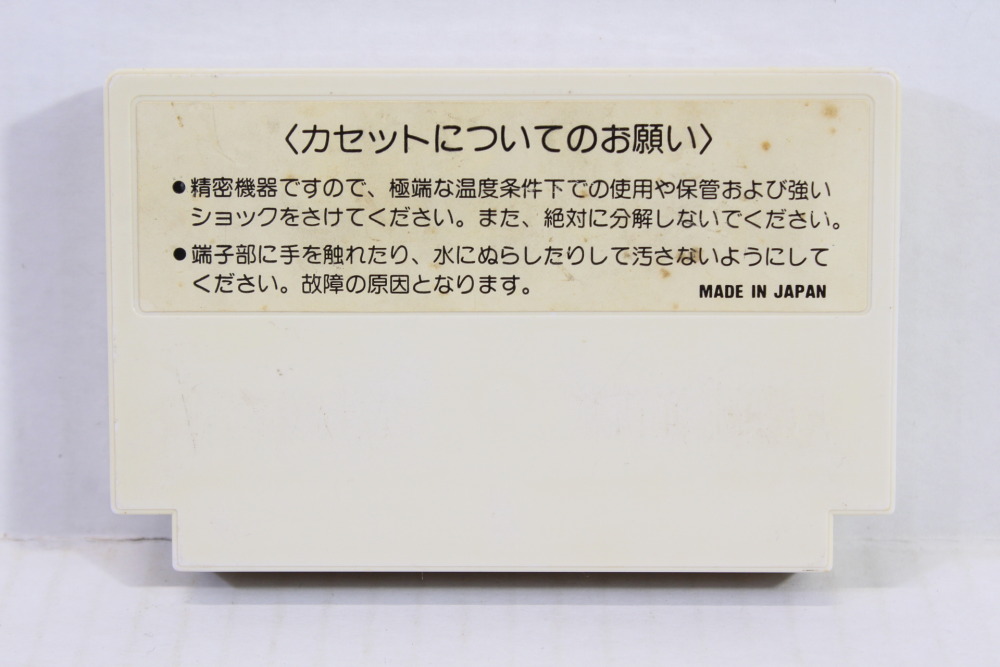 〈カセットについてのお願い〉
●精密機器ですので、極端な温度条件下での使用や保管および強い
ショックをさけてください。また、絶対に分解しないでください。
●端子部に手を触れたり、水にぬらしたりして汚さないようにして
ください。故障の原因となります。
MADE IN JAPAN